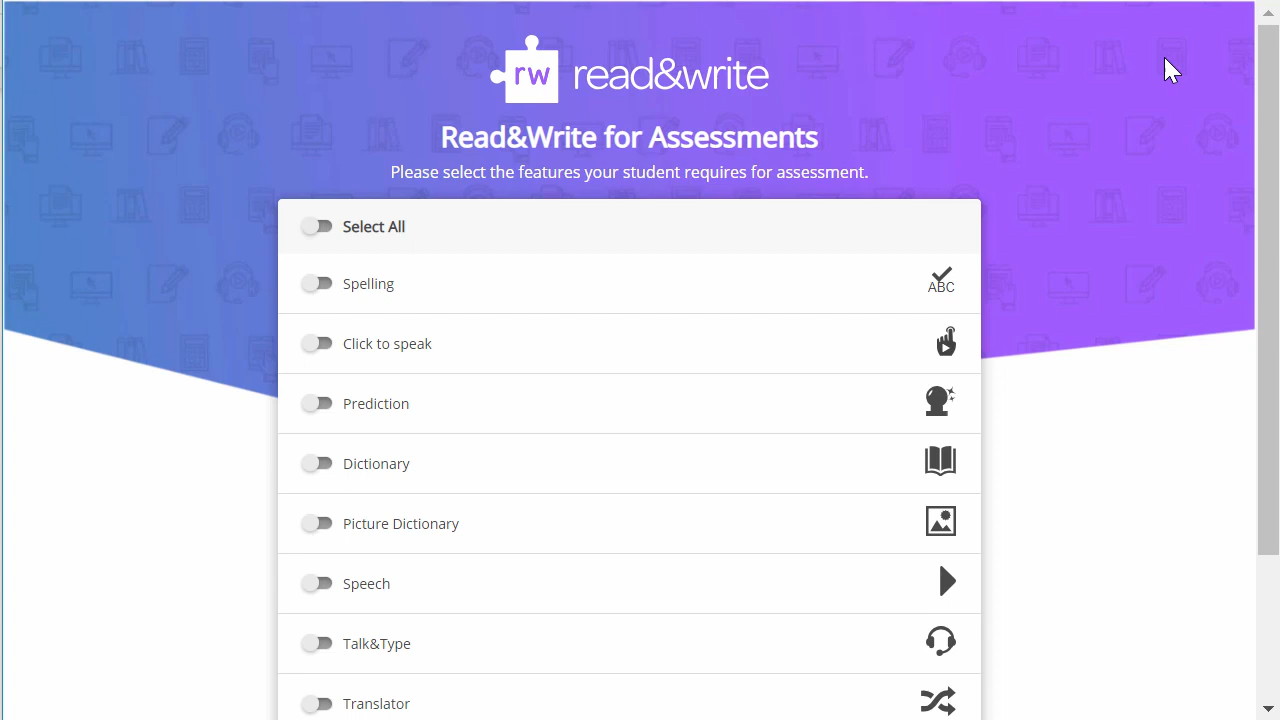 rw read&write
Read&Write for Assessments
Please select the features your student requires for assessment.
Select All
Spelling
ABC
Click to speak
Prediction
Dictionary
Picture Dictionary
Speech
Talk&Type
Translator